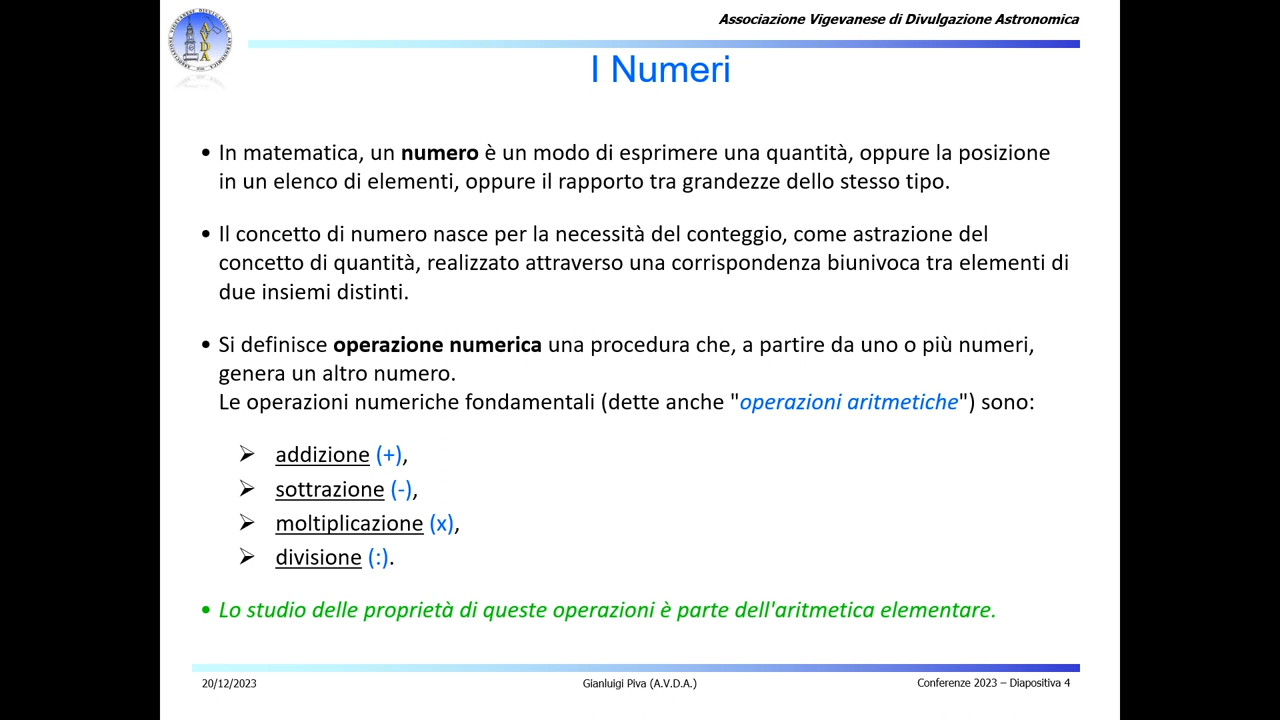 Associazione Vigevanese di Divulgazione Astronomica
I Numeri
• In matematica, un numero è un modo di esprimere una quantità, oppure la posizione
in un elenco di elementi, oppure il rapporto tra grandezze dello stesso tipo.
• Il concetto di numero nasce per la necessità del conteggio, come astrazione del
concetto di quantità, realizzato attraverso una corrispondenza biunivoca tra elementi di
due insiemi distinti.
• Si definisce operazione numerica una procedura che, a partire da uno o più numeri,
genera un altro numero.
Le operazioni numeriche fondamentali (dette anche "operazioni aritmetiche") sono:
➢ addizione (+),
➢ sottrazione (-),
➢ moltiplicazione (x),
➢ divisione (:).
• Lo studio delle proprietà di queste operazioni è parte dell'aritmetica elementare.
20/12/2023
Gianluigi Piva (A.V.D.A.)
Conferenze 2023 – Diapositiva 4